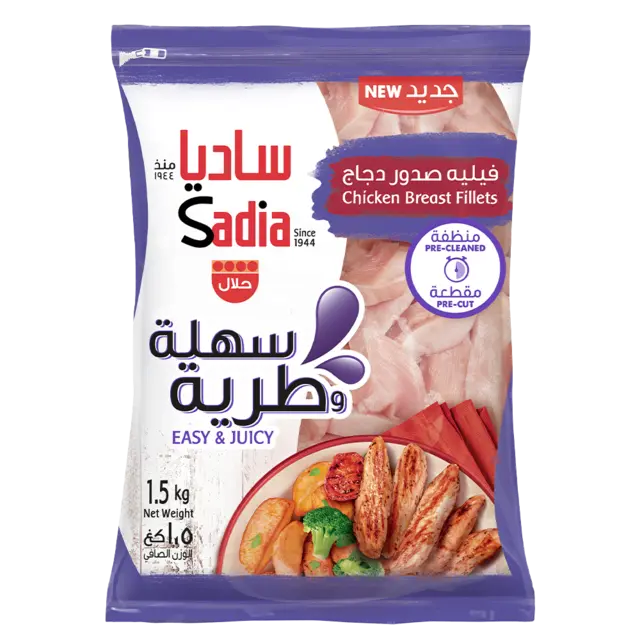 NEW جديد
ساديا
منذ
١٩٤٤
Sadia
Since
1944
حلال
فيليه صدور دجاج
Chicken Breast Fillets
منظفة
PRE-CLEANED
مقطعة
PRE-CUT
سهلة
وطرية
EASY & JUICY
1.5 kg
Net Weight
١,٥ كغ
الوزن الصافي